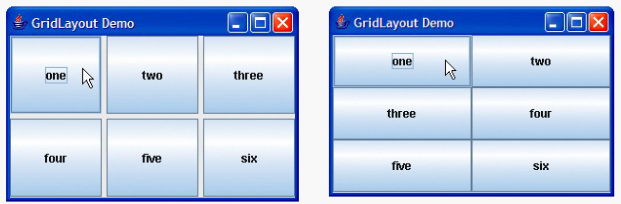 GridLayout Demo
one two three
four five six
GridLayout Demo
one two
three four
five six